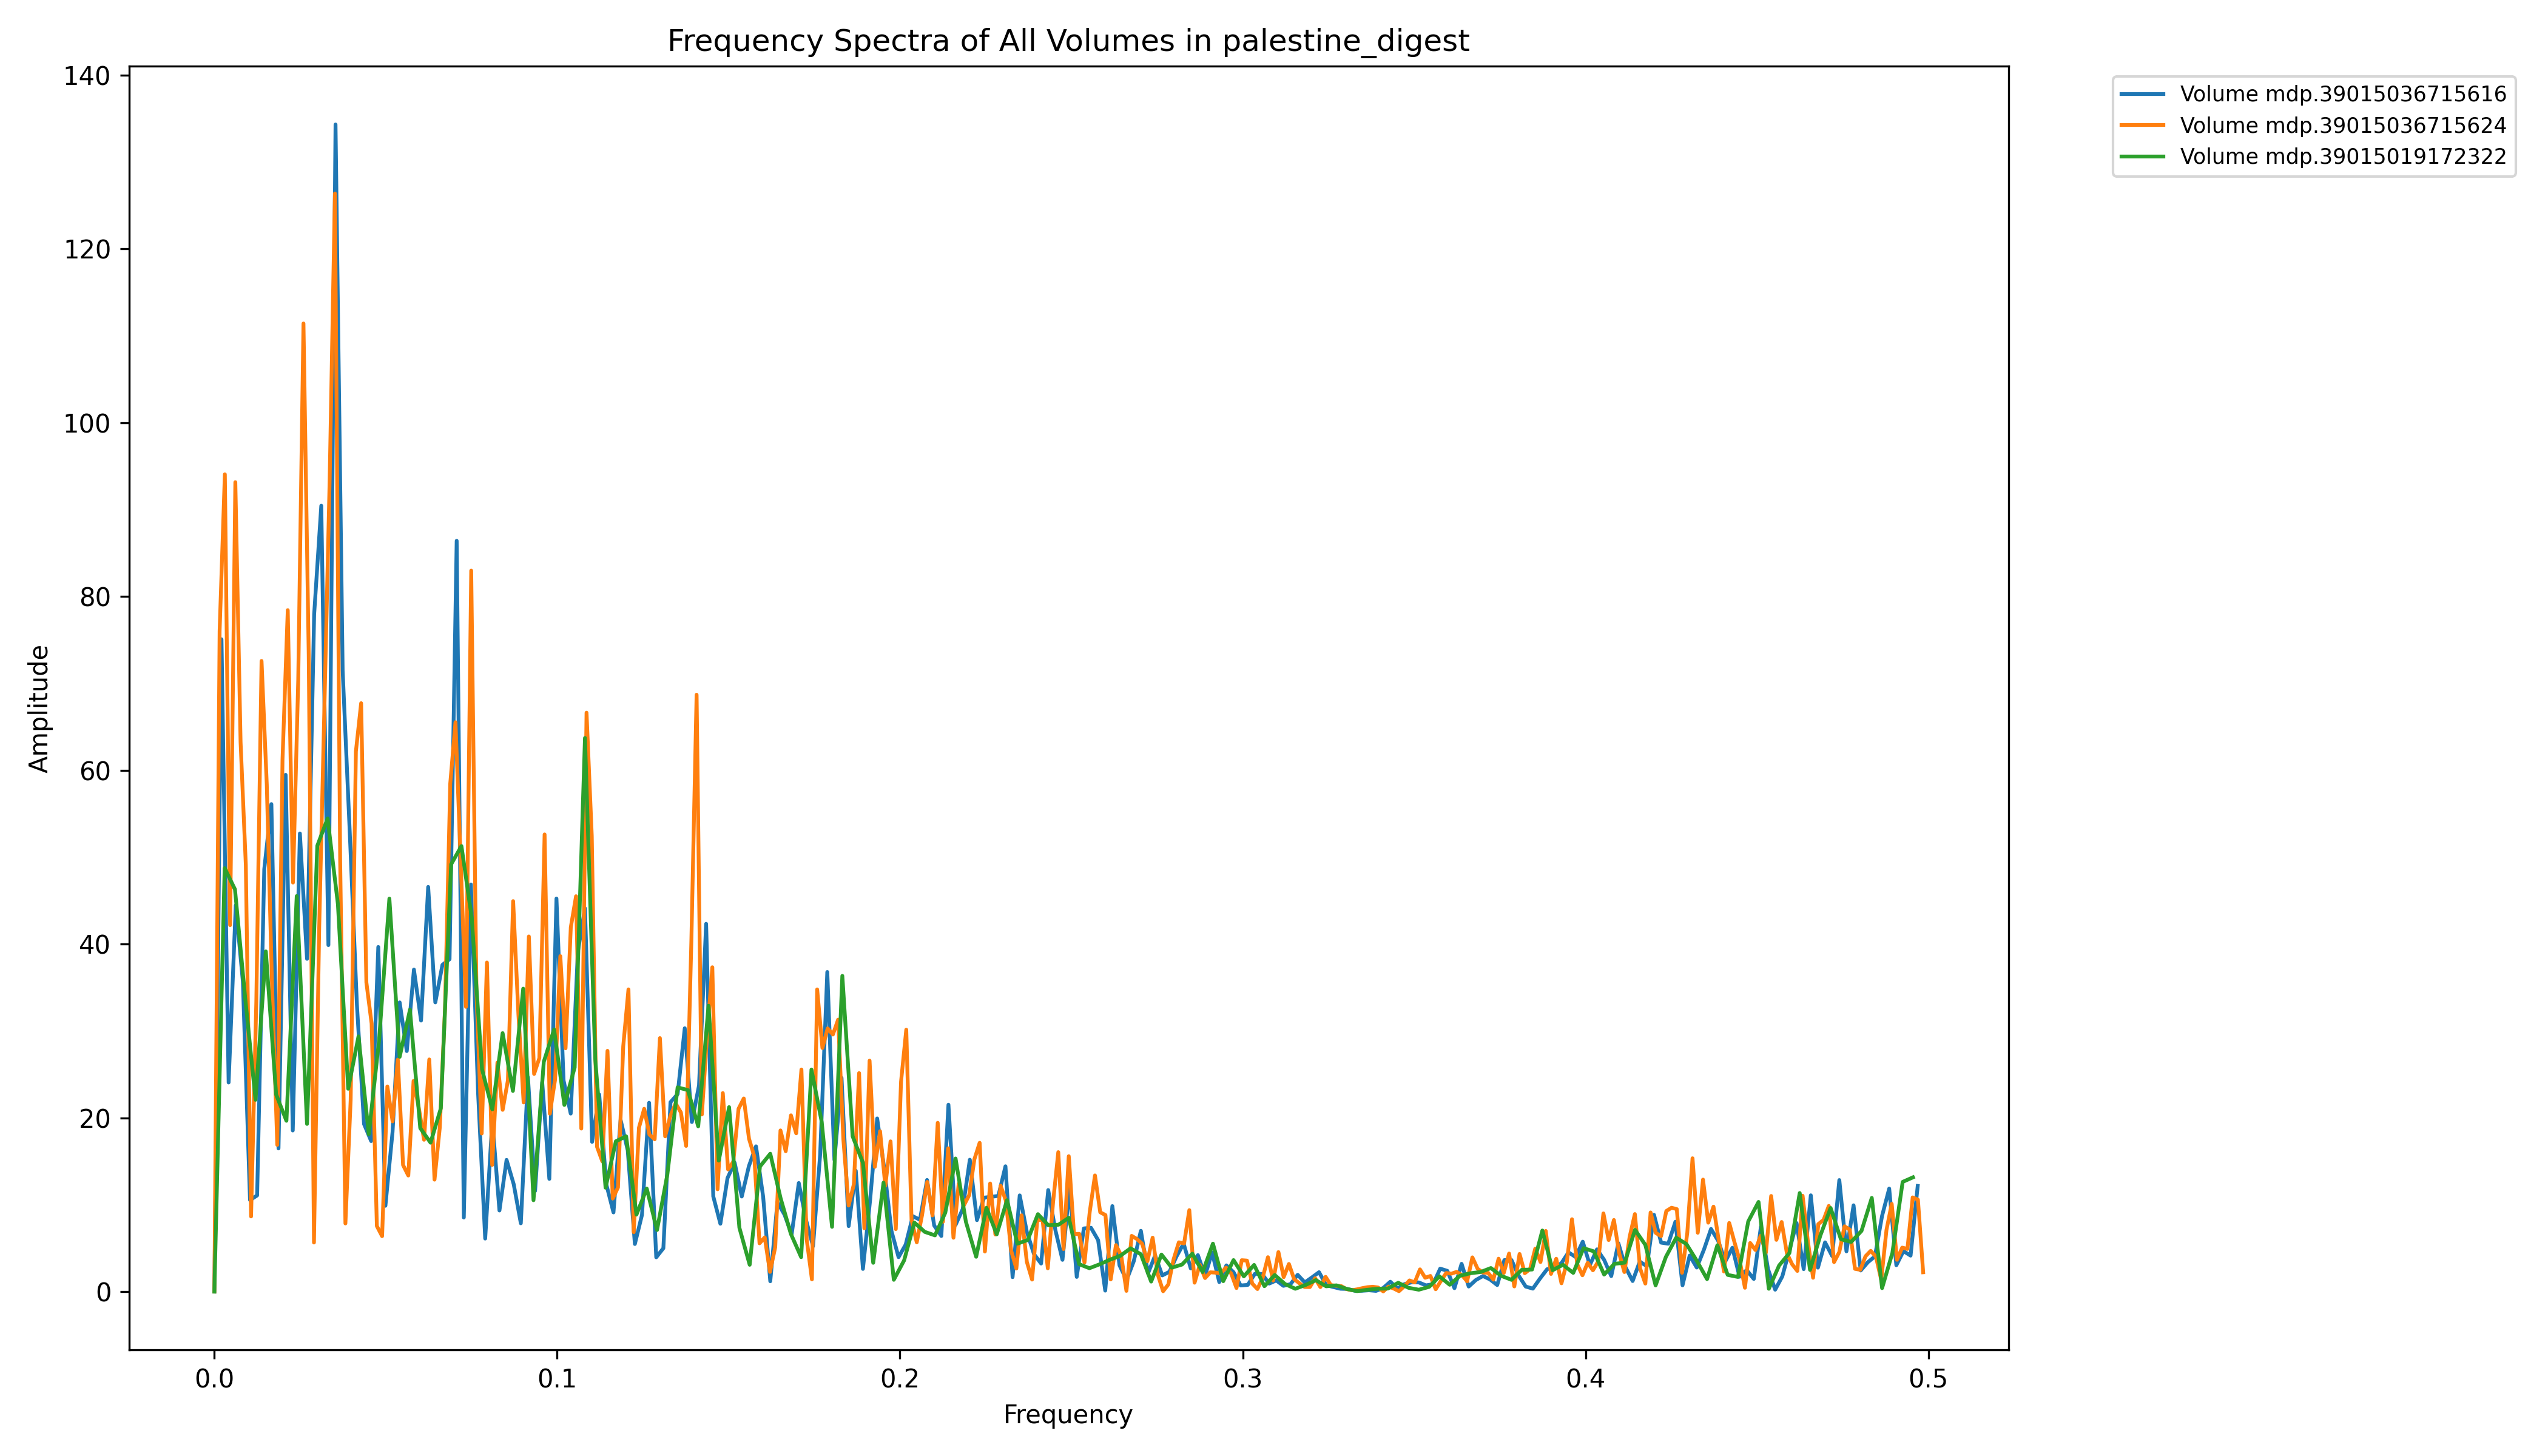 Frequency Spectra of All Volumes in palestine_digest
Volume mdp.39015036715616
Volume mdp.39015036715624
Volume mdp.39015019172322
Amplitude
140
120
100
80
60
40
20
0
0.0 0.1 0.2 0.3 0.4 0.5
Frequency